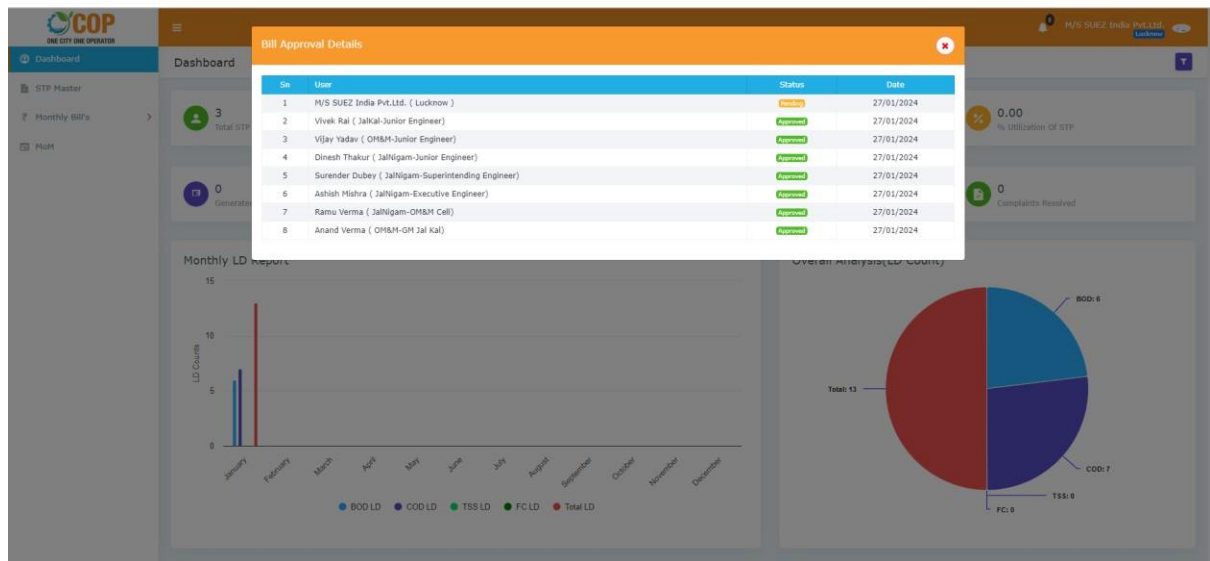 COP
ONE CITY ONE OPERATOR
0
M/S SUEZ India Pvt.Ltd.
Lucknow
Bill Approval Details
Dashboard
Dashboard
STP Master
Monthly Bill's
MoM
Sn User Status Date
1 M/S SUEZ India Pvt.Ltd. ( Lucknow ) Pending 27/01/2024
2 Vivek Rai ( JalKal-Junior Engineer) Approved 27/01/2024
3 Vijay Yadav ( OM&M-Junior Engineer) Approved 27/01/2024
4 Dinesh Thakur ( JalNigam-Junior Engineer) Approved 27/01/2024
5 Surender Dubey ( JalNigam-Superintending Engineer) Approved 27/01/2024
6 Ashish Mishra ( JalNigam-Executive Engineer) Approved 27/01/2024
7 Ramu Verma ( JalNigam-OM&M Cell) Approved 27/01/2024
8 Anand Verma ( OM&M-GM Jal Kal) Approved 27/01/2024
3
Total STP
0.00
% Utilization Of STP
0
Generated
0
Complaints Resolved
Monthly LD Report
15
10
5
0
LD Counts
January February March April May June July August September October November December
BOD LD COD LD TSS LD FC LD Total LD
Overall Analysis(LD Count)
BOD: 6
Total: 13
COD: 7
TSS: 0
FC: 0